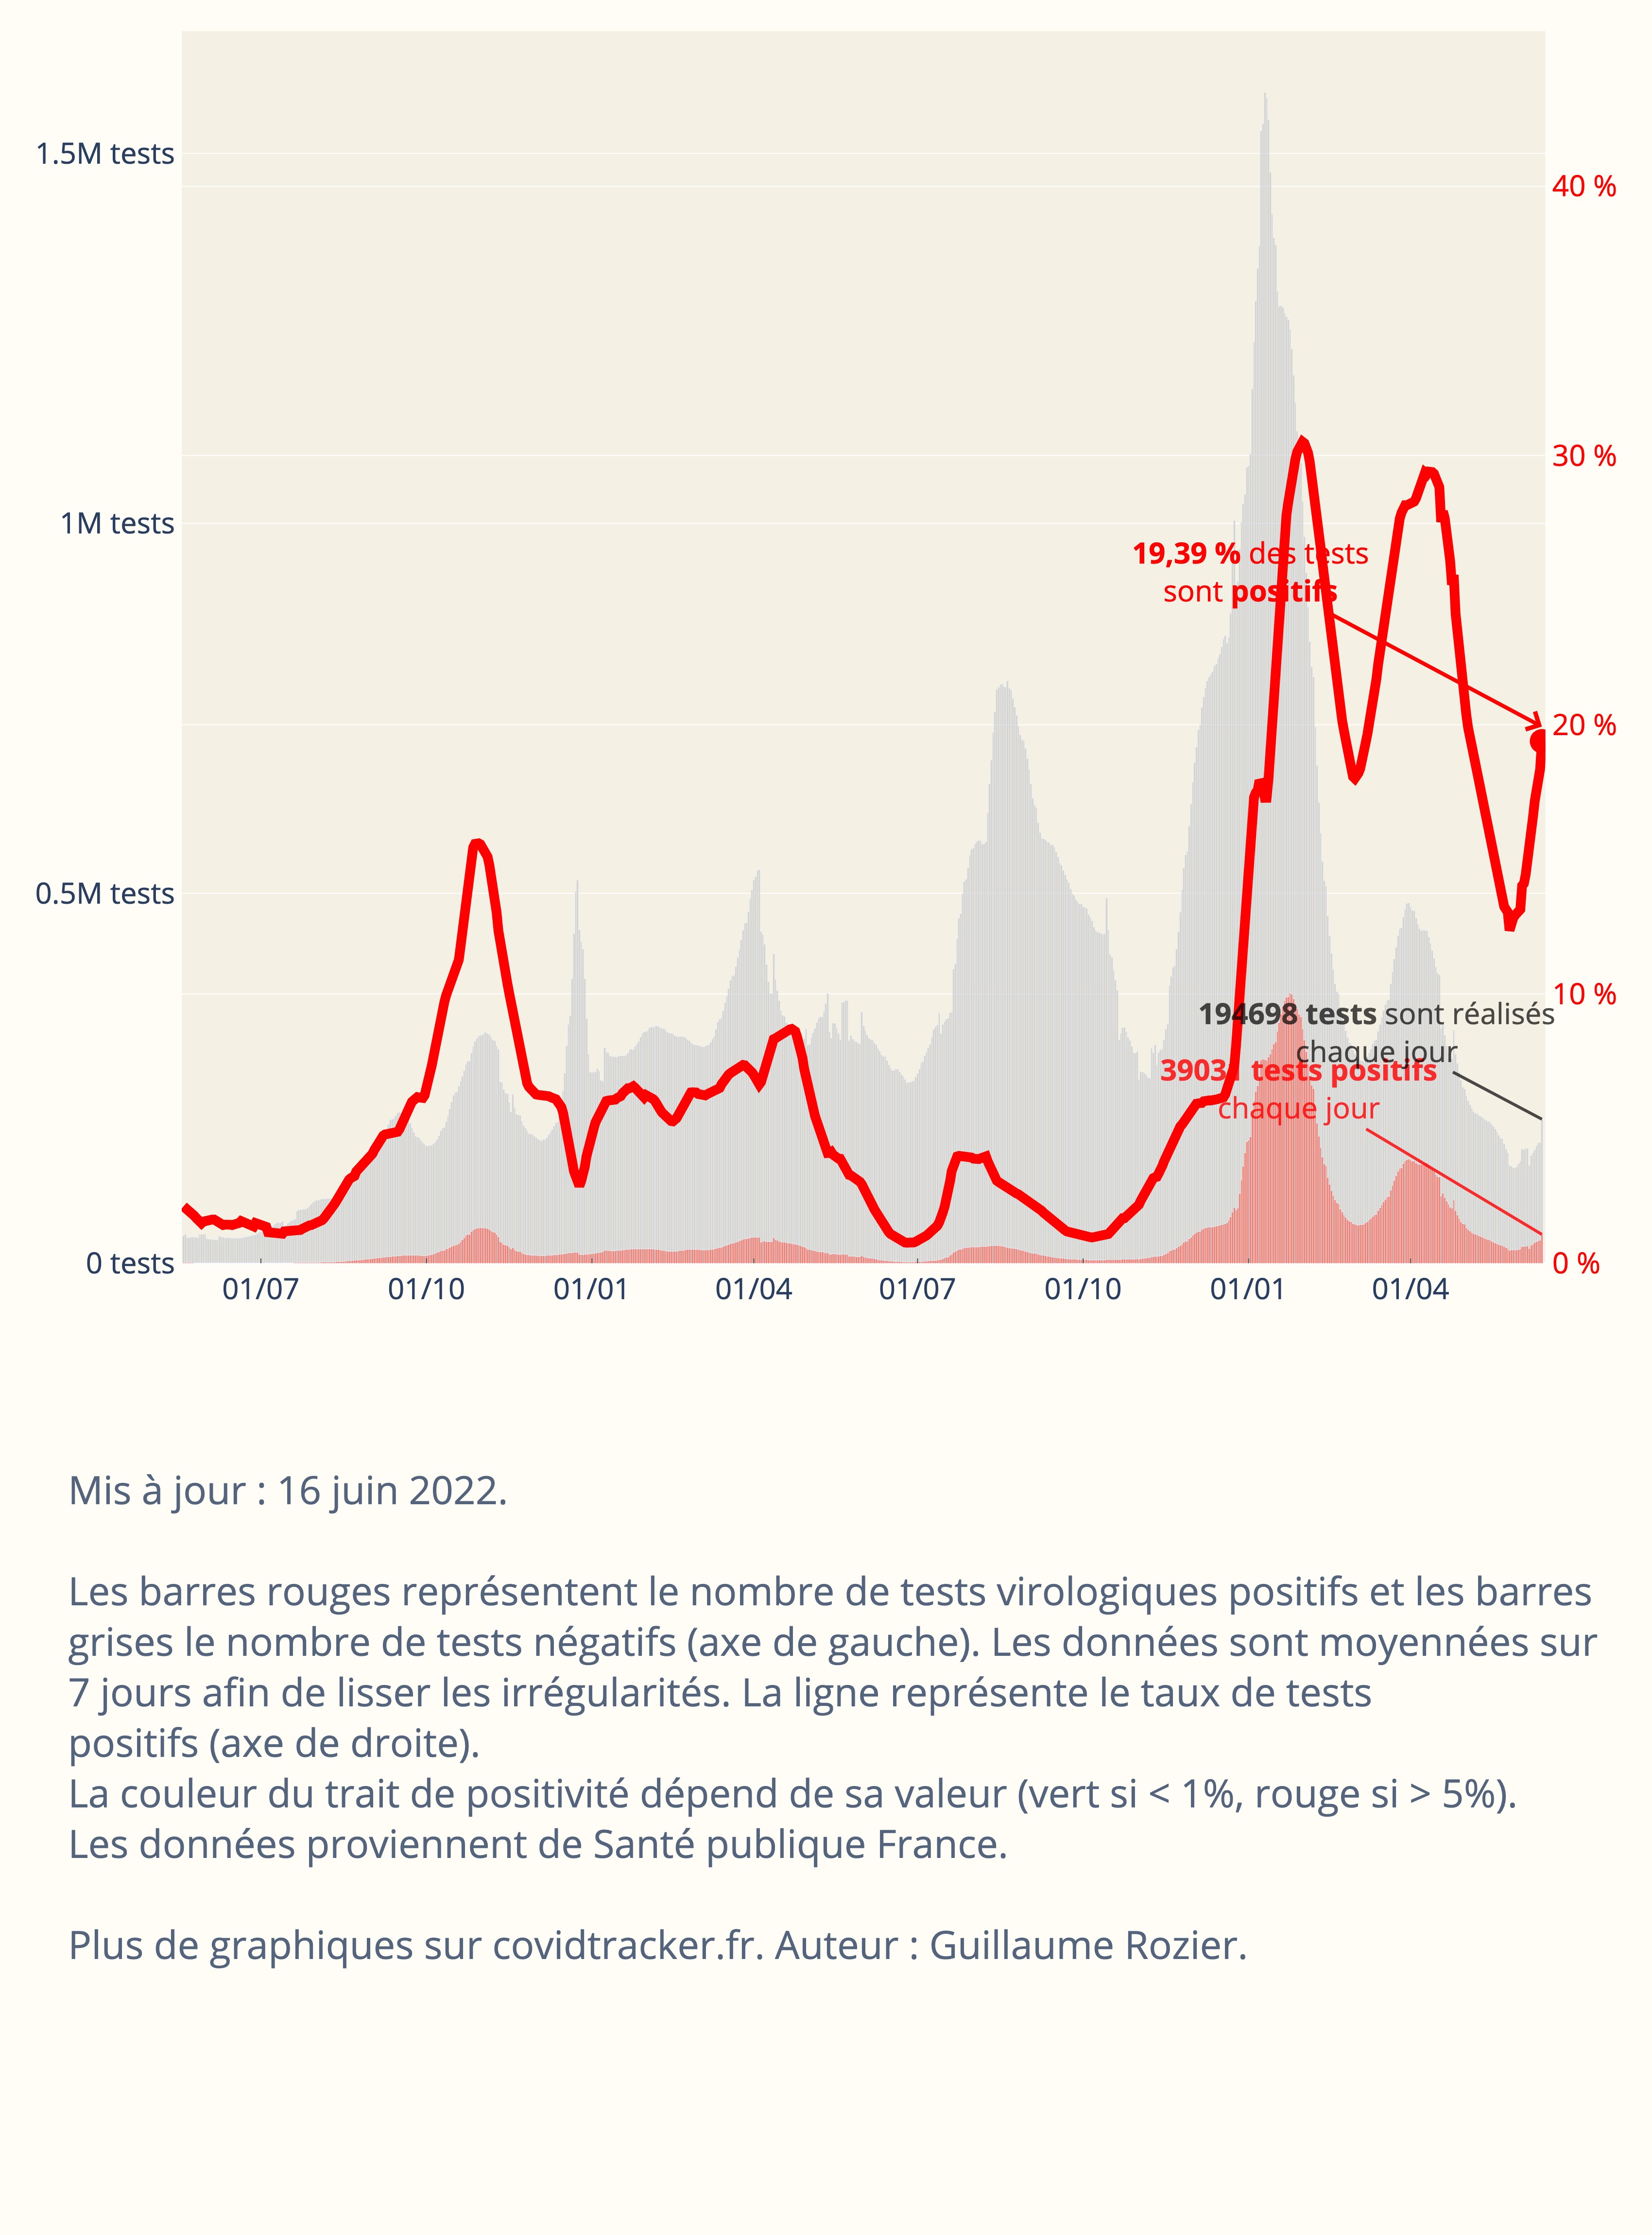 1.5M tests
40 %
30 %
1M tests
19,39 % des tests
sont positifs
20 %
0.5M tests
10 %
194698 tests sont réalisés
chaque jour
tests positifs
chaque jour
0 tests
0 %
01/07
01/10
01/01
01/04
01/07
01/10
01/01
01/04
Mis à jour : 16 juin 2022.
Les barres rouges représentent le nombre de tests virologiques positifs et les barres
grises le nombre de tests négatifs (axe de gauche). Les données sont moyennées sur
7 jours afin de lisser les irrégularités. La ligne représente le taux de tests
positifs (axe de droite).
La couleur du trait de positivité dépend de sa valeur (vert si < 1%, rouge si > 5%).
Les données proviennent de Santé publique France.
Plus de graphiques sur covidtracker.fr. Auteur : Guillaume Rozier.